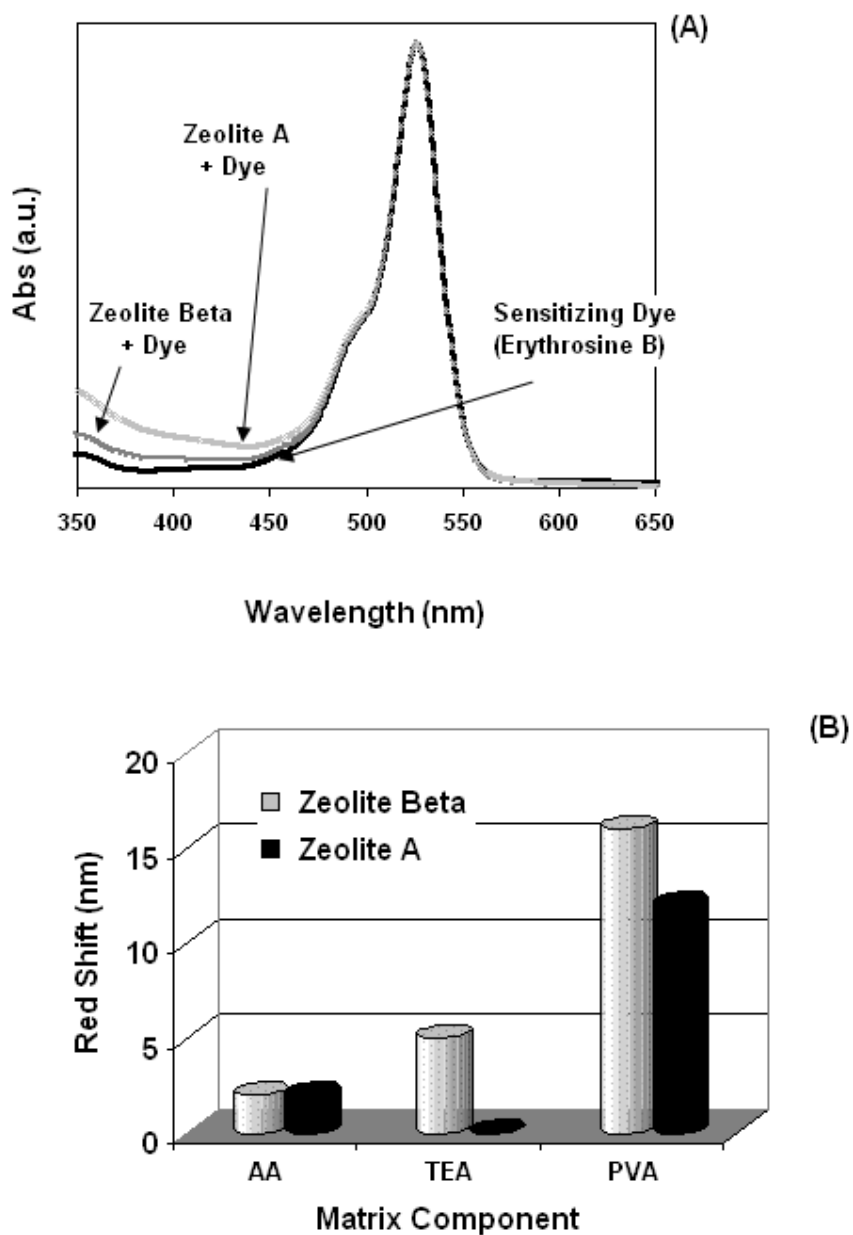 (A)
Zeolite A
+ Dye
Abs (a.u.)
Zeolite Beta
+ Dye
Sensitizing Dye
(Erythrosine B)
350 400 450 500 550 600 650
Wavelength (nm)
(B)
20
15
10
5
0
Red Shift (nm)
Zeolite Beta
Zeolite A
AA TEA PVA
Matrix Component